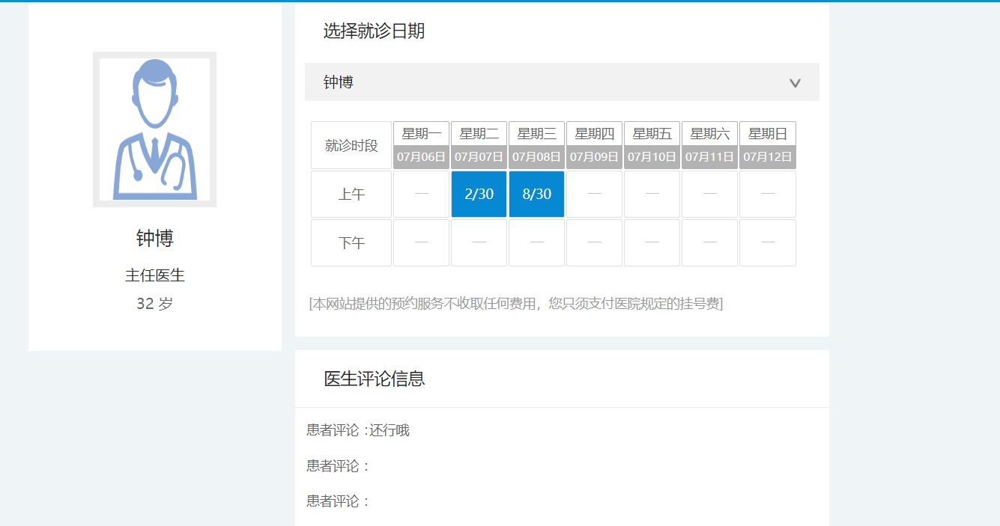 钟博
主任医生
32 岁
选择就诊日期
钟博
就诊时段 星期一 星期二 星期三 星期四 星期五 星期六 星期日
07月06日 07月07日 07月08日 07月09日 07月10日 07月11日 07月12日
上午 — 2/30 8/30 — — — —
下午 — — — — — — —
[本网站提供的预约服务不收取任何费用，您只须支付医院规定的挂号费]
医生评论信息
患者评论：还行哦
患者评论：
患者评论：